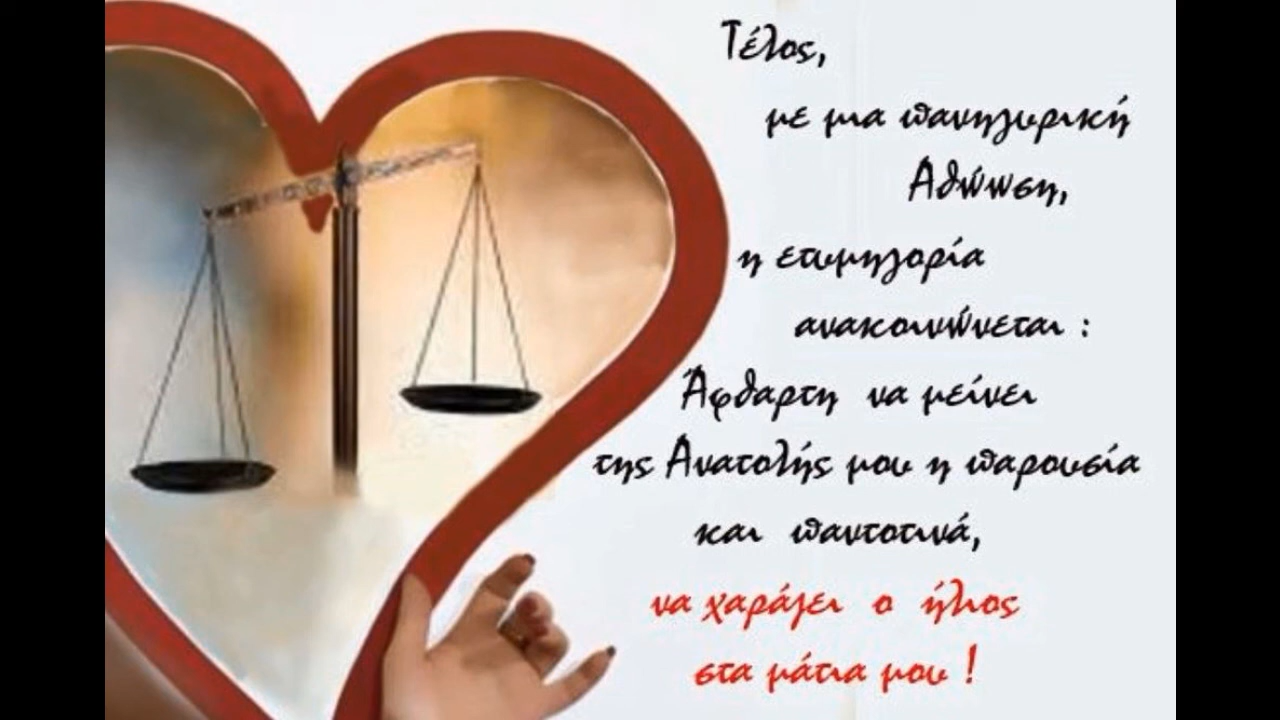 Τέλος,
με μια πανηγυρική
Αθώωση,
η ετυμηγορία
ανακοινώνεται :
Άφθαρτη να μείνει
της Ανατολής μου η παρουσία
και παντοτινά,
να χαράζει ο ήλιος
στα μάτια μου !